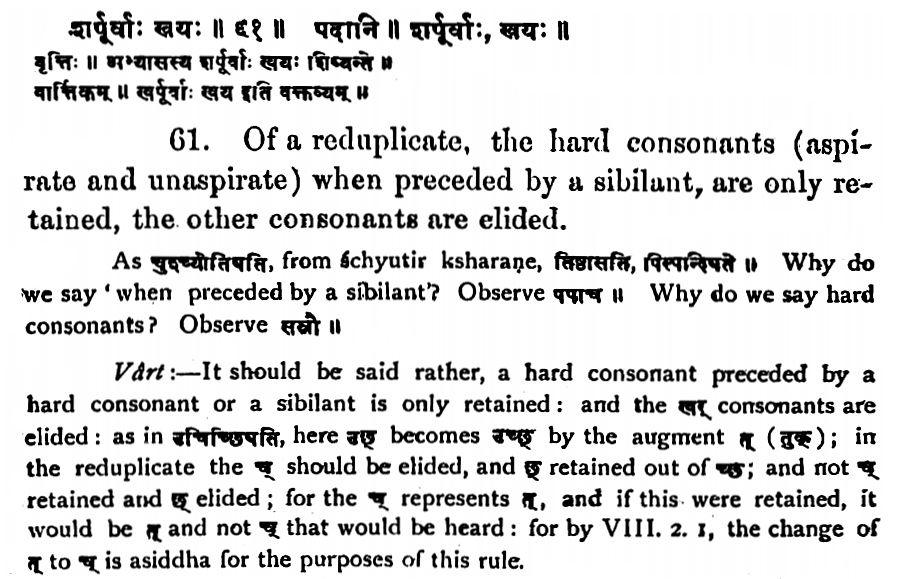 शर्पूर्वाः खयः ॥ ६१ ॥ पदानि ॥ शर्पूर्वाः, खयः ॥
वृत्तिः ॥ अभ्यासस्य शर्पूर्वाः खयः शिष्यन्ते ॥
वार्त्तिकम् ॥ खर्पूर्वाः खय इति वक्तव्यम् ॥
61. Of a reduplicate, the hard consonants (aspi-
rate and unaspirate) when preceded by a sibilant, are only re-
tained, the other consonants are elided.
As चुश्च्योतिषति, from śchyutir ksharaṇe, तिष्ठासति, पिस्पन्दिषते ॥ Why do
we say 'when preceded by a sibilant'? Observe पपाच ॥ Why do we say hard
consonants? Observe सस्नौ ॥
Vârt:—It should be said rather, a hard consonant preceded by a
hard consonant or a sibilant is only retained: and the खर् consonants are
elided: as in उचिच्छिषति, here उछ् becomes उच्छ् by the augment त् (तुक्); in
the reduplicate the च् should be elided, and छ् retained out of च्छ; and not च्
retained and छ् elided; for the च् represents त्, and if this were retained, it
would be त् and not च् that would be heard: for by VIII. 2. 1, the change of
त् to च् is asiddha for the purposes of this rule.